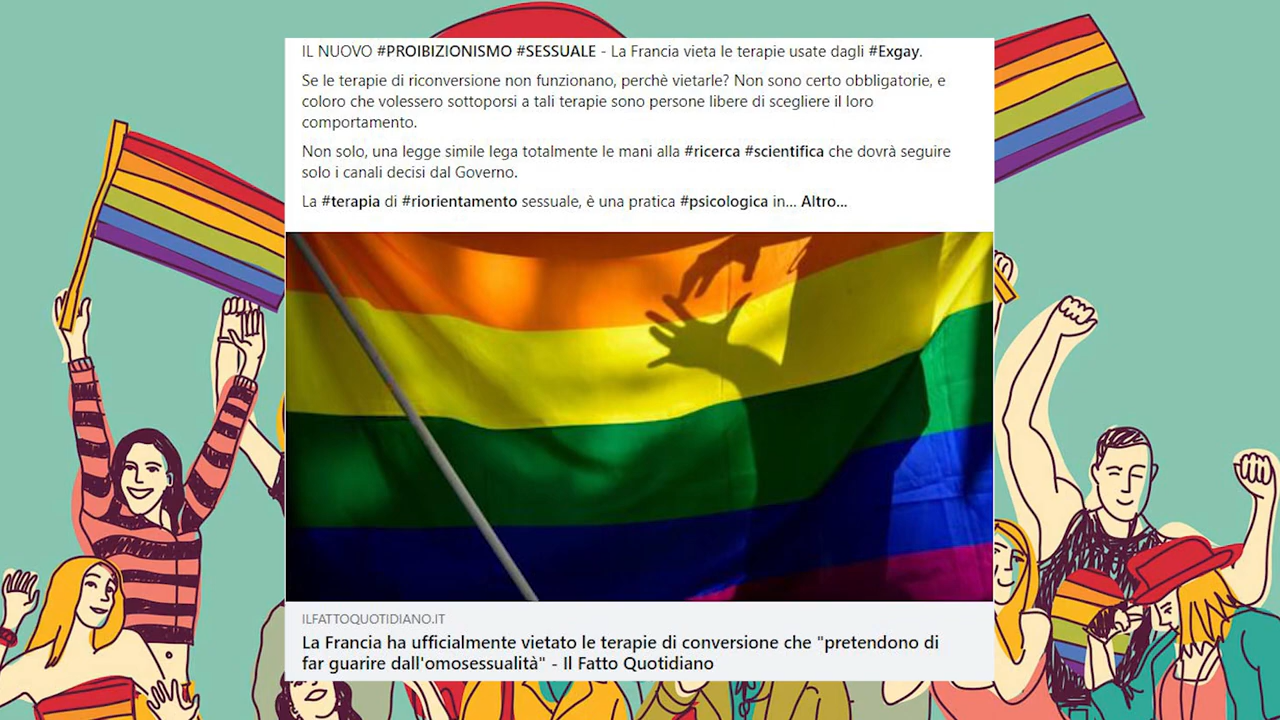 IL NUOVO #PROIBIZIONISMO #SESSUALE - La Francia vieta le terapie usate dagli #Exgay.
Se le terapie di riconversione non funzionano, perchè vietarle? Non sono certo obbligatorie, e
coloro che volessero sottoporsi a tali terapie sono persone libere di scegliere il loro
comportamento.
Non solo, una legge simile lega totalmente le mani alla #ricerca #scientifica che dovrà seguire
solo i canali decisi dal Governo.
La #terapia di #riorientamento sessuale, è una pratica #psicologica in... Altro...
ILFATTOQUOTIDIANO.IT
La Francia ha ufficialmente vietato le terapie di conversione che "pretendono di
far guarire dall'omosessualità" - Il Fatto Quotidiano